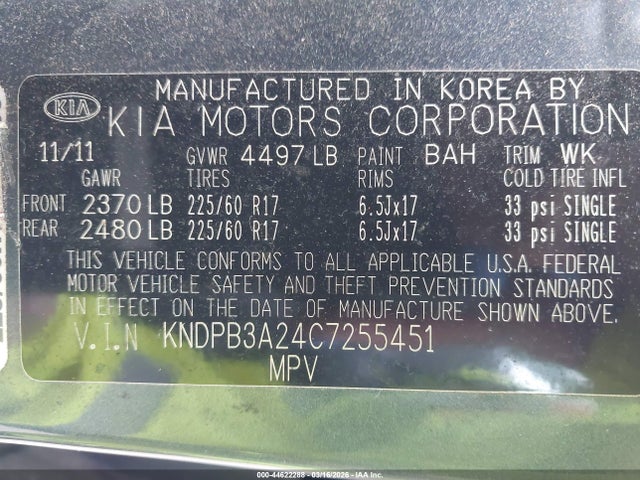 KIA
MANUFACTURED IN KOREA BY
KIA MOTORS CORPORATION
11/11 GVWR 4497 LB PAINT BAH TRIM WK
GAWR TIRES RIMS COLD TIRE INFL
FRONT 2370 LB 225/60 R17 6.5Jx17 33 psi SINGLE
REAR 2480 LB 225/60 R17 6.5Jx17 33 psi SINGLE
THIS VEHICLE CONFORMS TO ALL APPLICABLE U.S.A. FEDERAL
MOTOR VEHICLE SAFETY AND THEFT PREVENTION STANDARDS
IN EFFECT ON THE DATE OF MANUFACTURE SHOWN ABOVE.
V.I.N KNDPB3A24C7255451
MPV
© 44622288 — 03/16/2026 — IAA Inc.